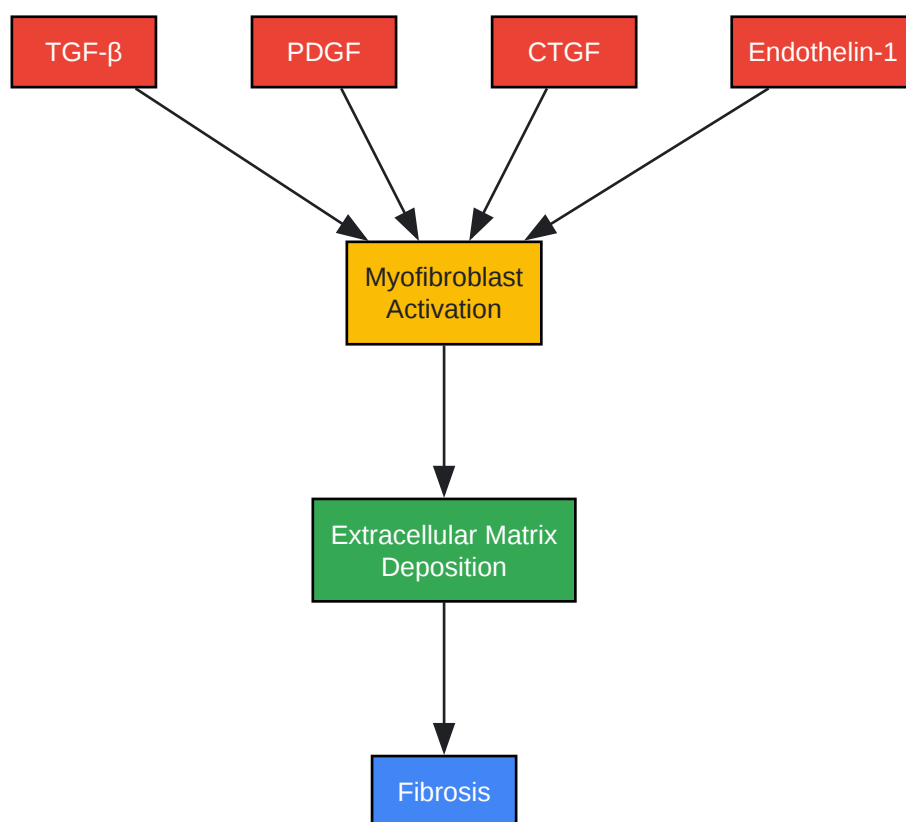 TGF-β
PDGF
CTGF
Endothelin-1
Myofibroblast
Activation
Extracellular Matrix
Deposition
Fibrosis